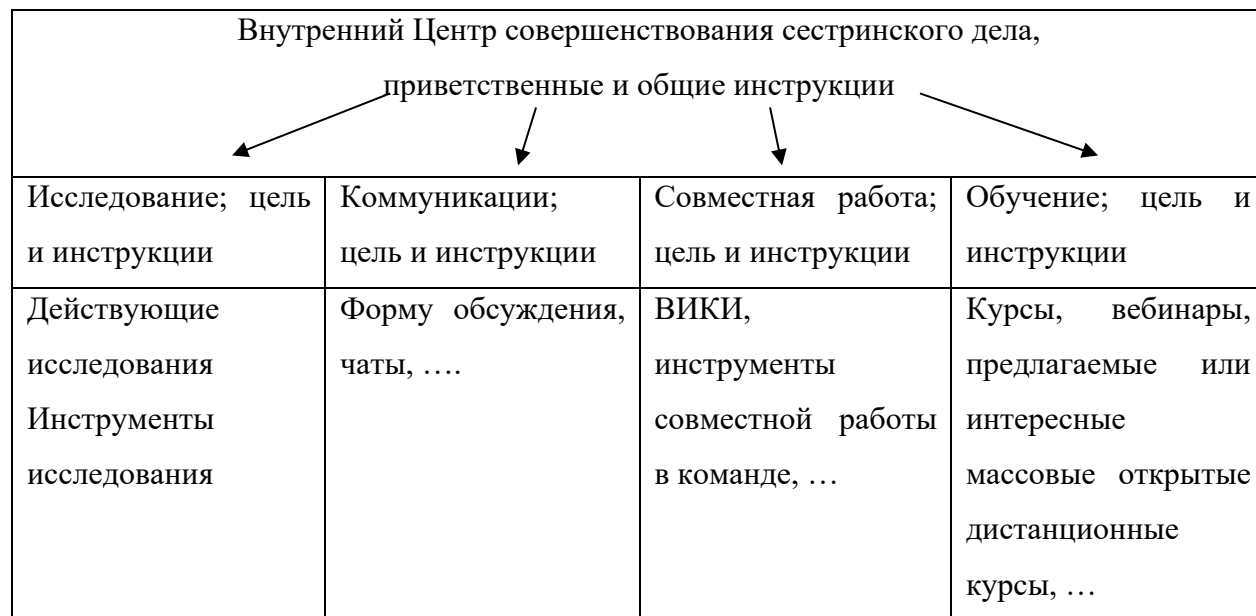 Внутренний Центр совершенствования сестринского дела,
приветственные и общие инструкции
Исследование; цель
и инструкции
Коммуникации;
цель и инструкции
Совместная работа;
цель и инструкции
Обучение; цель и
инструкции
Действующие
исследования
Инструменты
исследования
Форму обсуждения,
чаты, ….
ВИКИ,
инструменты
совместной работы
в команде, …
Курсы, вебинары,
предлагаемые или
интересные
массовые открытые
дистанционные
курсы, …